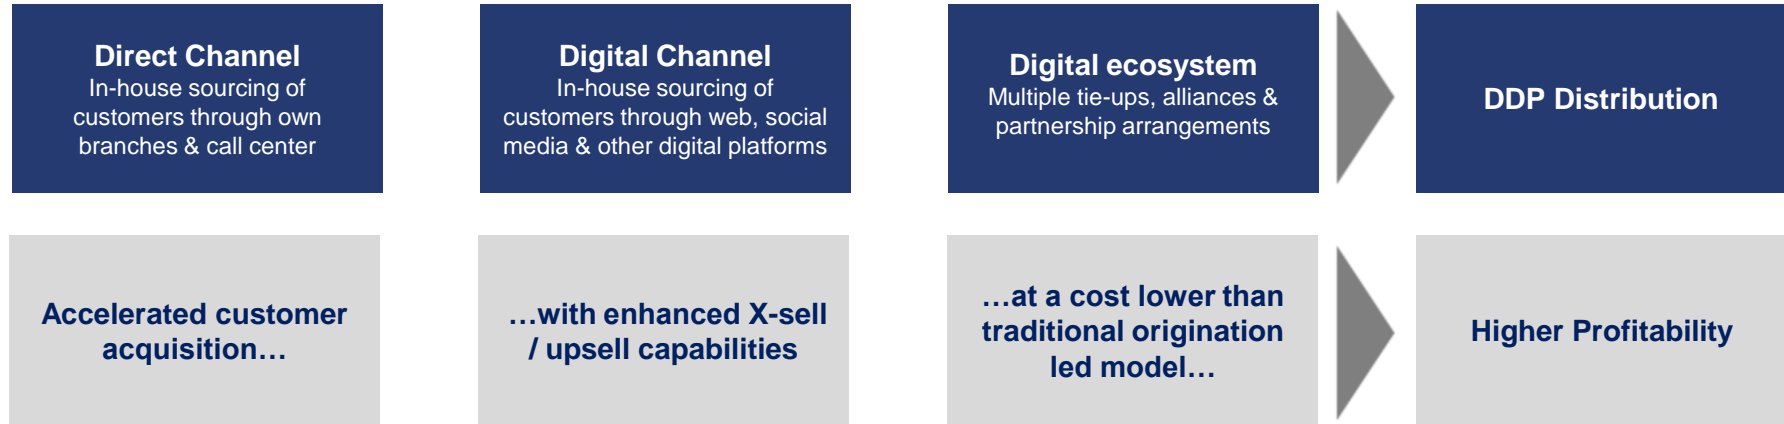 Direct Channel
In-house sourcing of
customers through own
branches & call center
Digital Channel
In-house sourcing of
customers through web, social
media & other digital platforms
Digital ecosystem
Multiple tie-ups, alliances &
partnership arrangements
DDP Distribution
Accelerated customer
acquisition…
…with enhanced X-sell
/ upsell capabilities
…at a cost lower than
traditional origination
led model…
Higher Profitability